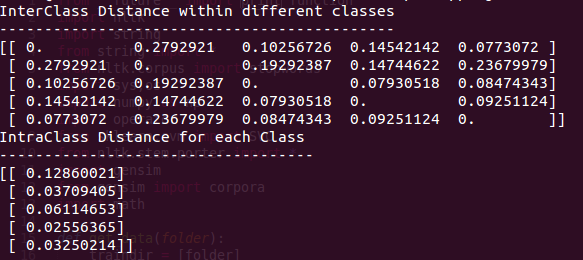 InterClass Distance within different classes
----------------------------------------
[[ 0. 0.2792921 0.10256726 0.14542142 0.0773072 ]
[ 0.2792921 0. 0.19292387 0.14744622 0.23679979]
[ 0.10256726 0.19292387 0. 0.07930518 0.08474343]
[ 0.14542142 0.14744622 0.07930518 0. 0.09251124]
[ 0.0773072 0.23679979 0.08474343 0.09251124 0. ]]
IntraClass Distance for each Class
--------------------------------
[[ 0.12860021]
[ 0.03709405]
[ 0.06114653]
[ 0.02556365]
[ 0.03250214]]